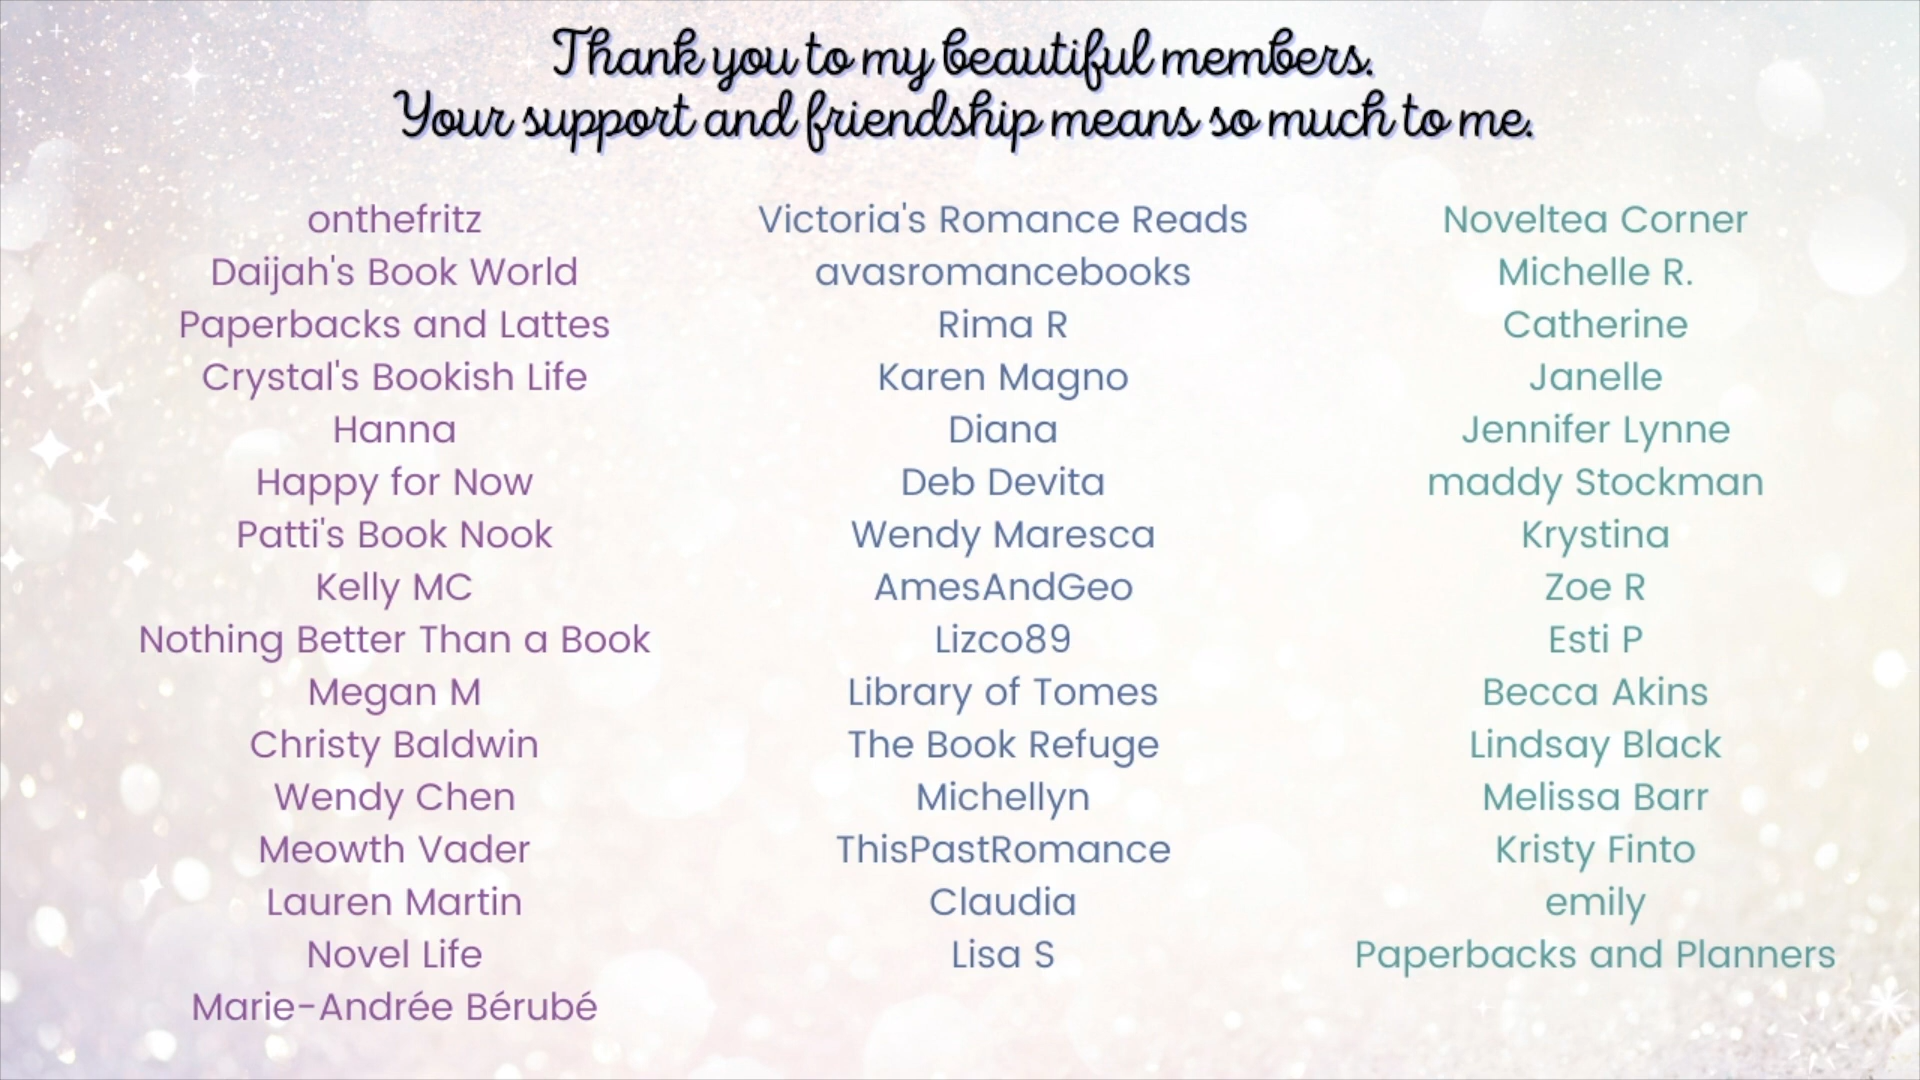 Thank you to my beautiful members.
Your support and friendship means so much to me.
onthefritz
Daijah's Book World
Paperbacks and Lattes
Crystal's Bookish Life
Hanna
Happy for Now
Patti's Book Nook
Kelly MC
Nothing Better Than a Book
Megan M
Christy Baldwin
Wendy Chen
Meowth Vader
Lauren Martin
Novel Life
Marie-Andrée Bérubé
Victoria's Romance Reads
avasromancebooks
Rima R
Karen Magno
Diana
Deb Devita
Wendy Maresca
AmesAndGeo
Lizco89
Library of Tomes
The Book Refuge
Michellyn
ThisPastRomance
Claudia
Lisa S
Noveltea Corner
Michelle R.
Catherine
Janelle
Jennifer Lynne
maddy Stockman
Krystina
Zoe R
Esti P
Becca Akins
Lindsay Black
Melissa Barr
Kristy Finto
emily
Paperbacks and Planners